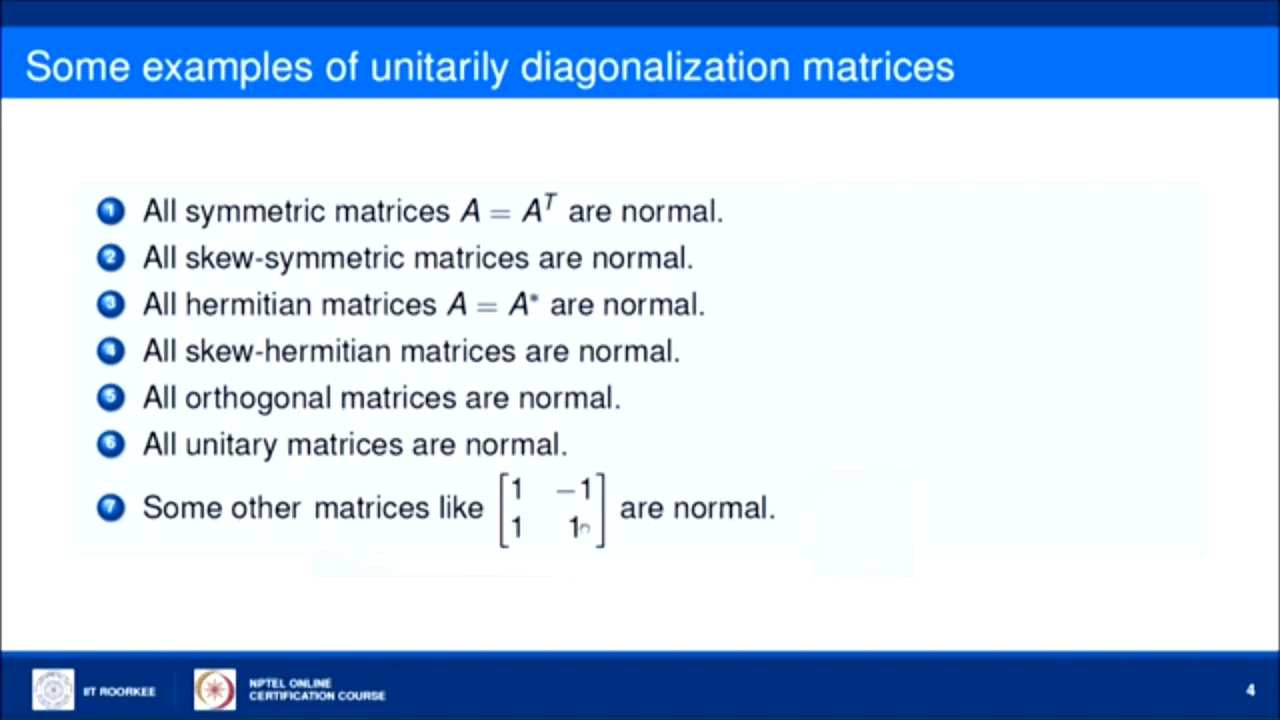 Some examples of unitarily diagonalization matrices
1 All symmetric matrices A = Aᵀ are normal.
2 All skew-symmetric matrices are normal.
3 All hermitian matrices A = A* are normal.
4 All skew-hermitian matrices are normal.
5 All orthogonal matrices are normal.
6 All unitary matrices are normal.
7 Some other matrices like [1 −1; 1 1] are normal.
IIT ROORKEE
NPTEL ONLINE
CERTIFICATION COURSE
4